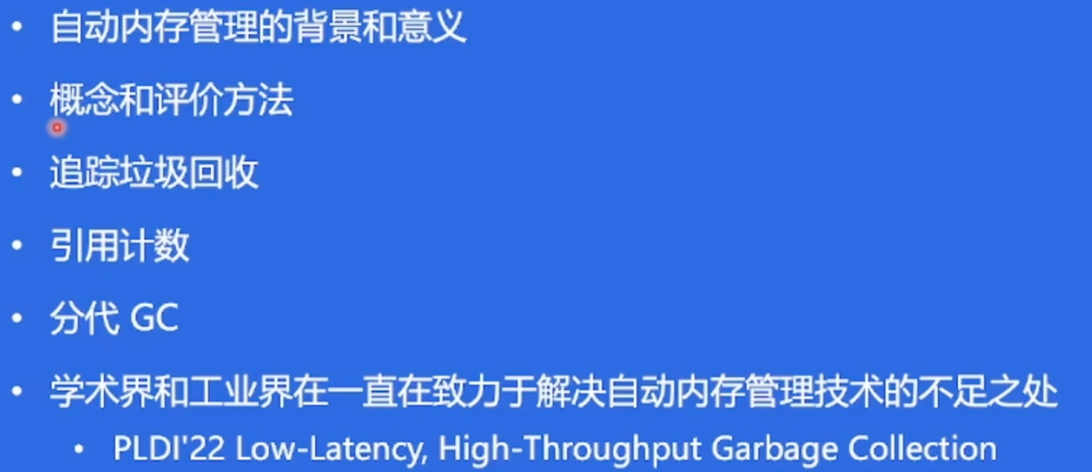 • 自动内存管理的背景和意义
• 概念和评价方法
• 追踪垃圾回收
• 引用计数
• 分代 GC
• 学术界和工业界在一直在致力于解决自动内存管理技术的不足之处
• PLDI'22 Low-Latency, High-Throughput Garbage Collection